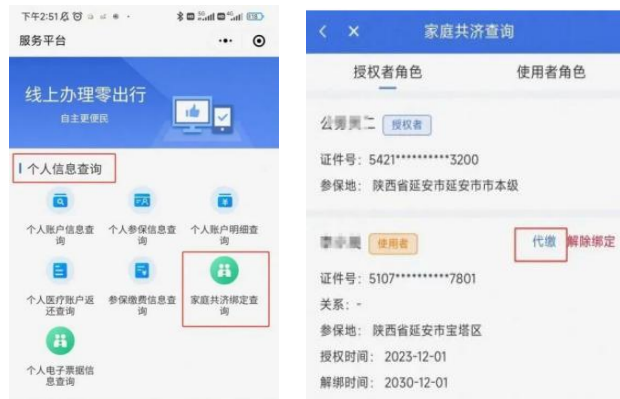 下午2:51
服务平台
线上办理零出行
自主更便民
个人信息查询
个人账户信息查
询
个人参保信息查
询
个人账户明细查
询
个人医疗账户返
还查询
参保缴费信息查
询
家庭共济绑定查
询
个人电子票据信
息查询
家庭共济查询
授权者角色
使用者角色
授权者
证件号: 5421**********3200
参保地: 陕西省延安市延安市市本级
使用者
代缴
解除绑定
证件号: 5107**********7801
关系: -
参保地: 陕西省延安市宝塔区
授权时间: 2023-12-01
解绑时间: 2030-12-01